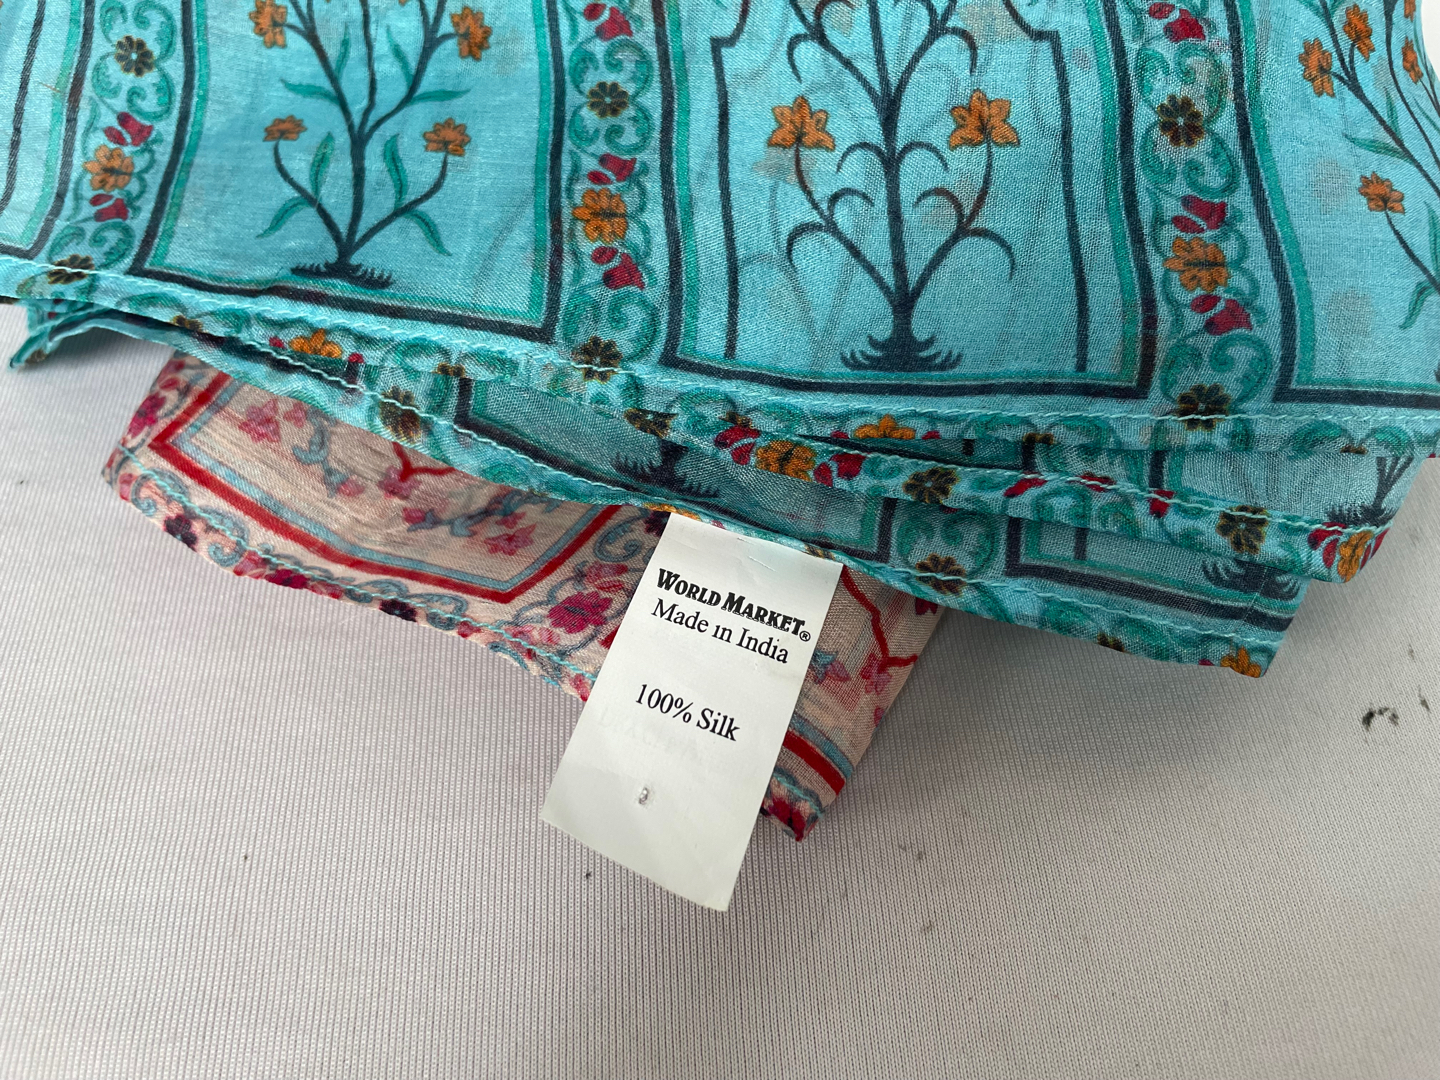 WORLD MARKET®
Made in India
100% Silk